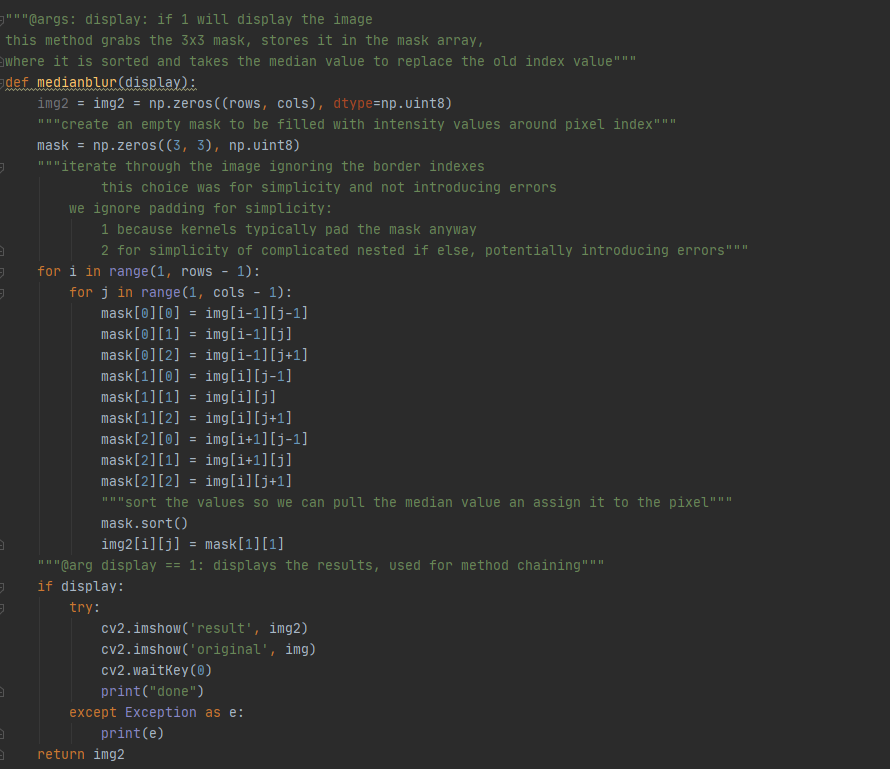 """@args: display: if 1 will display the image
this method grabs the 3x3 mask, stores it in the mask array,
where it is sorted and takes the median value to replace the old index value"""
def medianblur(display):
    img2 = img2 = np.zeros((rows, cols), dtype=np.uint8)
    """create an empty mask to be filled with intensity values around pixel index"""
    mask = np.zeros((3, 3), np.uint8)
    """iterate through the image ignoring the border indexes
            this choice was for simplicity and not introducing errors
        we ignore padding for simplicity:
            1 because kernels typically pad the mask anyway
            2 for simplicity of complicated nested if else, potentially introducing errors"""
    for i in range(1, rows - 1):
        for j in range(1, cols - 1):
            mask[0][0] = img[i-1][j-1]
            mask[0][1] = img[i-1][j]
            mask[0][2] = img[i-1][j+1]
            mask[1][0] = img[i][j-1]
            mask[1][1] = img[i][j]
            mask[1][2] = img[i][j+1]
            mask[2][0] = img[i+1][j-1]
            mask[2][1] = img[i+1][j]
            mask[2][2] = img[i][j+1]
            """sort the values so we can pull the median value an assign it to the pixel"""
            mask.sort()
            img2[i][j] = mask[1][1]
    """@arg display == 1: displays the results, used for method chaining"""
    if display:
        try:
            cv2.imshow('result', img2)
            cv2.imshow('original', img)
            cv2.waitKey(0)
            print("done")
        except Exception as e:
            print(e)
    return img2